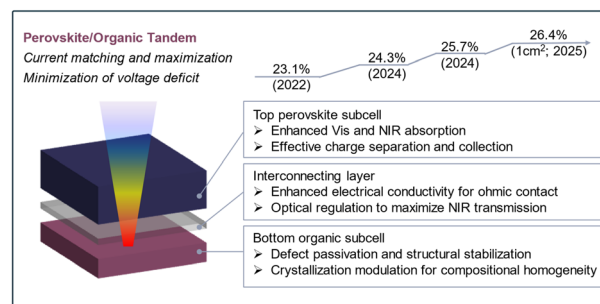 Perovskite/Organic Tandem
Current matching and maximization
Minimization of voltage deficit
23.1%
(2022)
24.3%
(2024)
25.7%
(2024)
26.4%
(1cm²; 2025)
Top perovskite subcell
➢ Enhanced Vis and NIR absorption
➢ Effective charge separation and collection
Interconnecting layer
➢ Enhanced electrical conductivity for ohmic contact
➢ Optical regulation to maximize NIR transmission
Bottom organic subcell
➢ Defect passivation and structural stabilization
➢ Crystallization modulation for compositional homogeneity